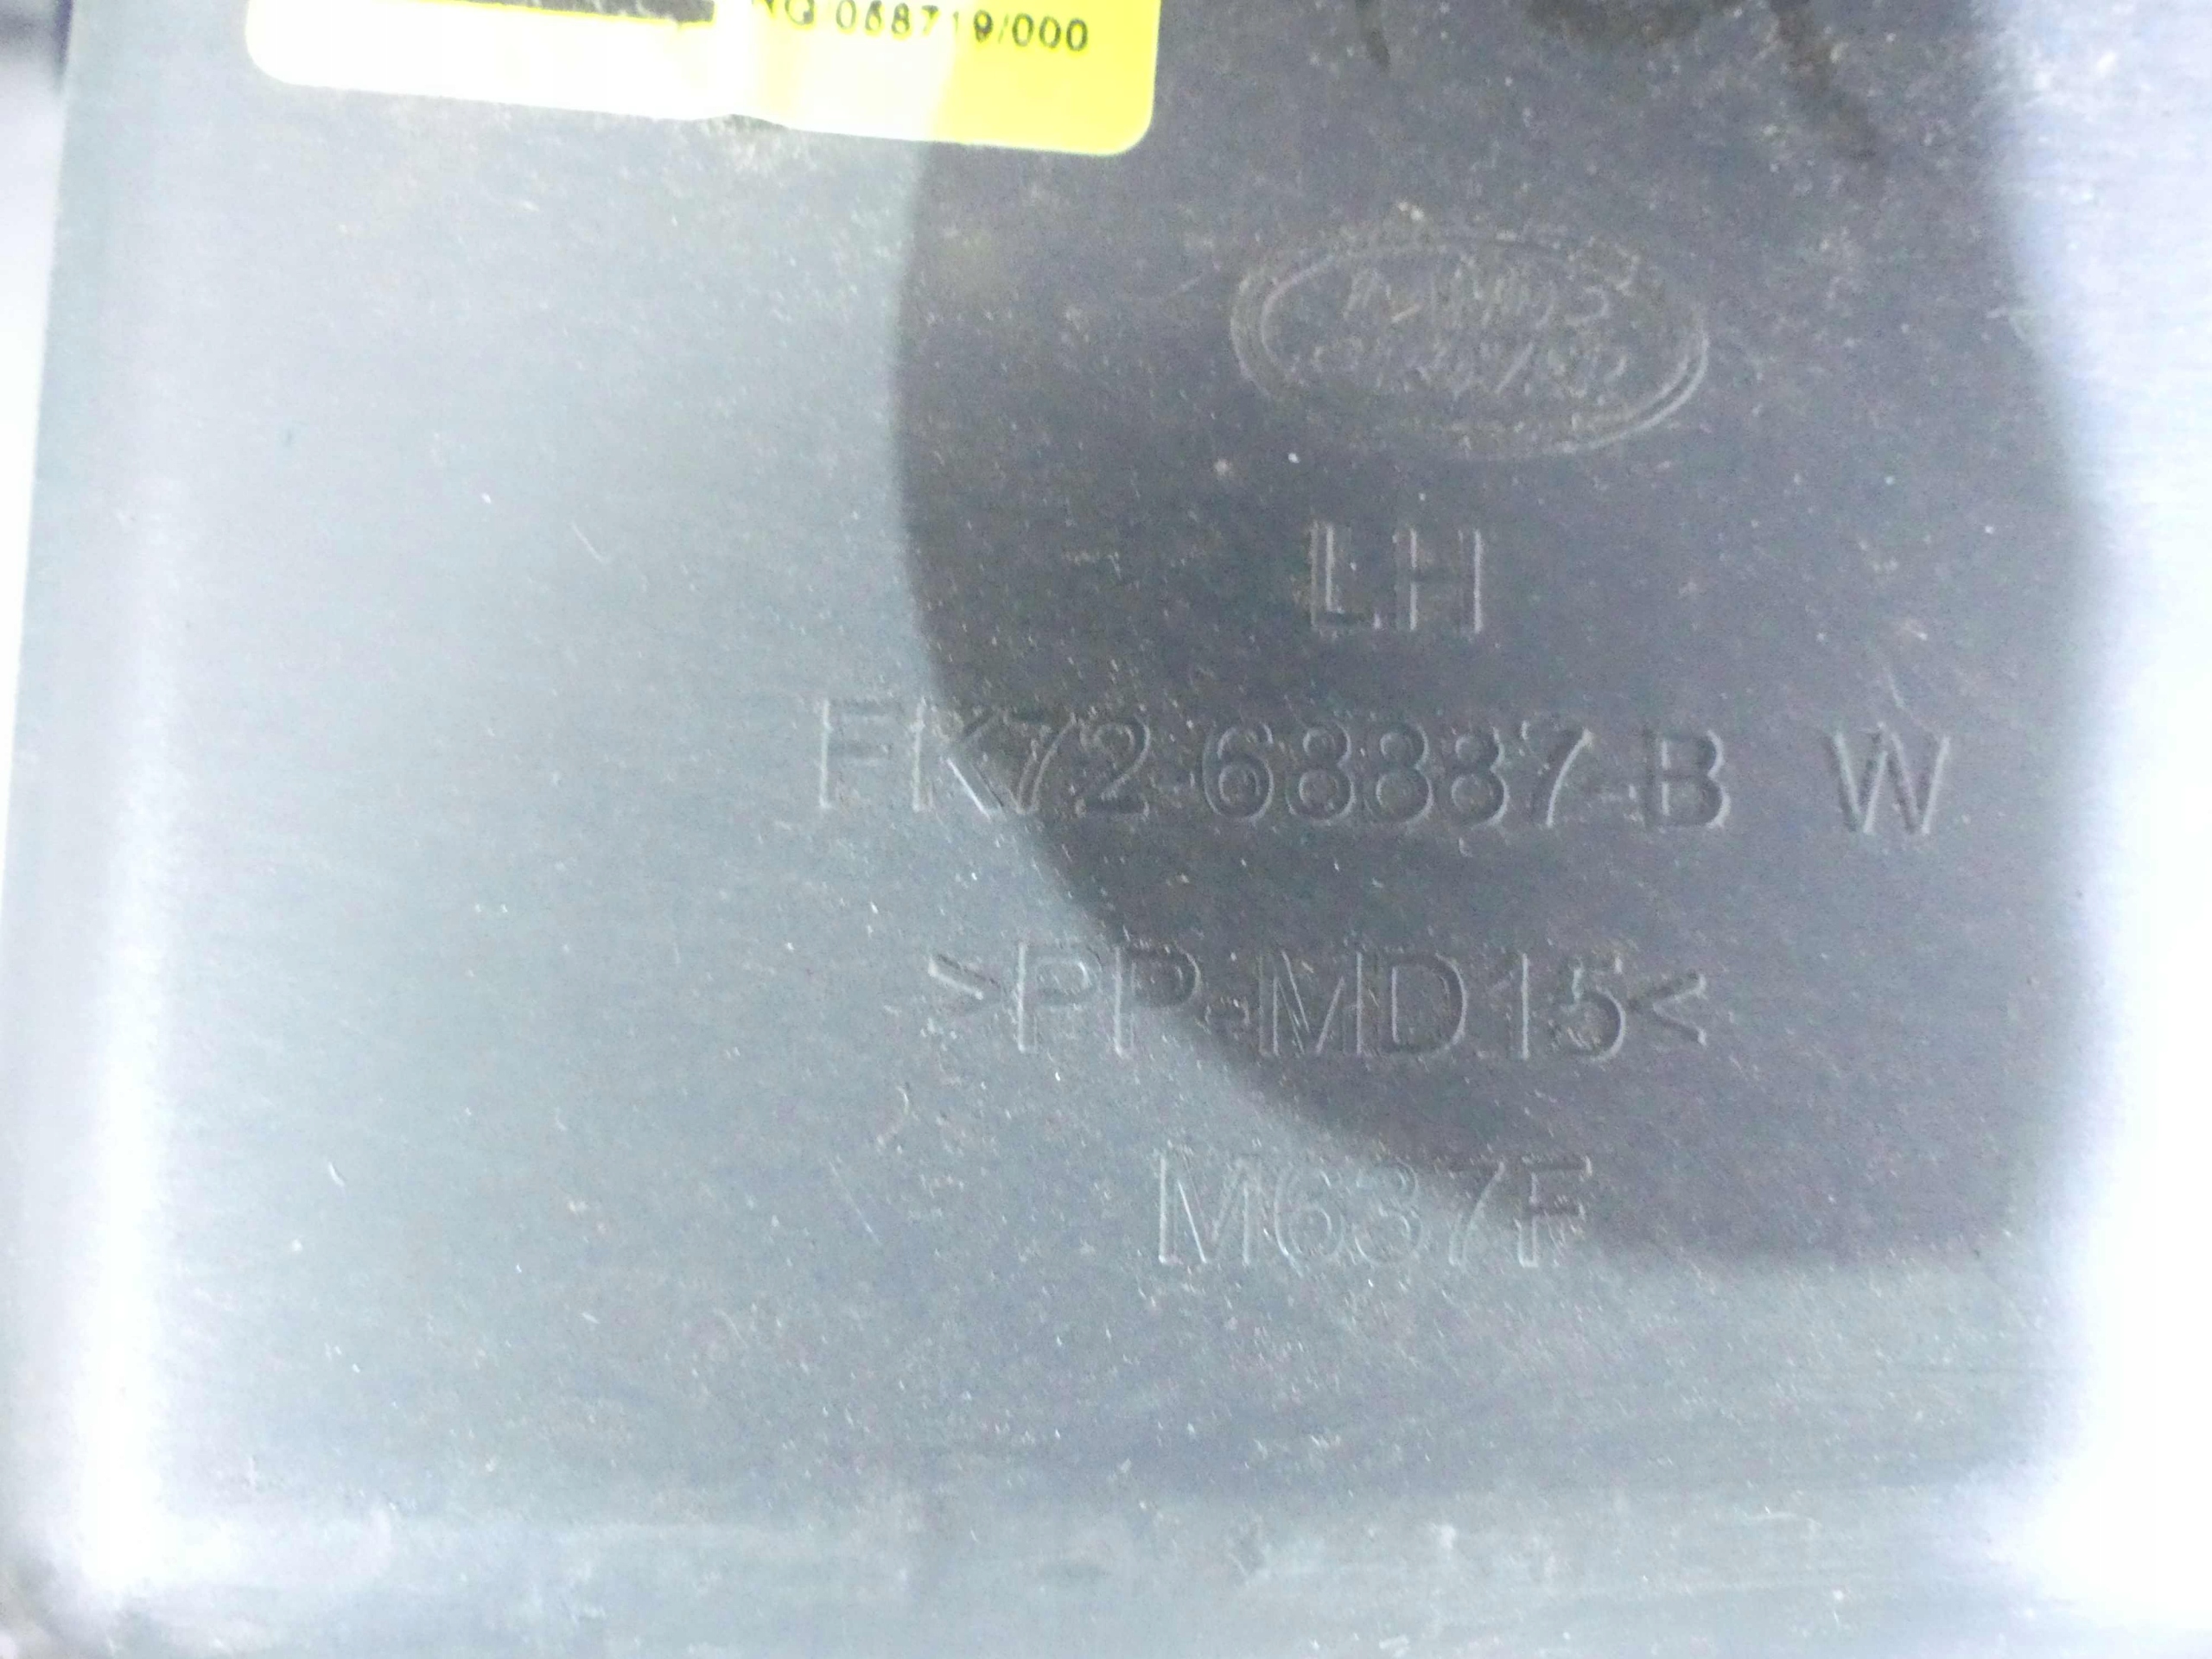 068719/000
LH
FK72-68887-B W
>PP-MD15<
M637F